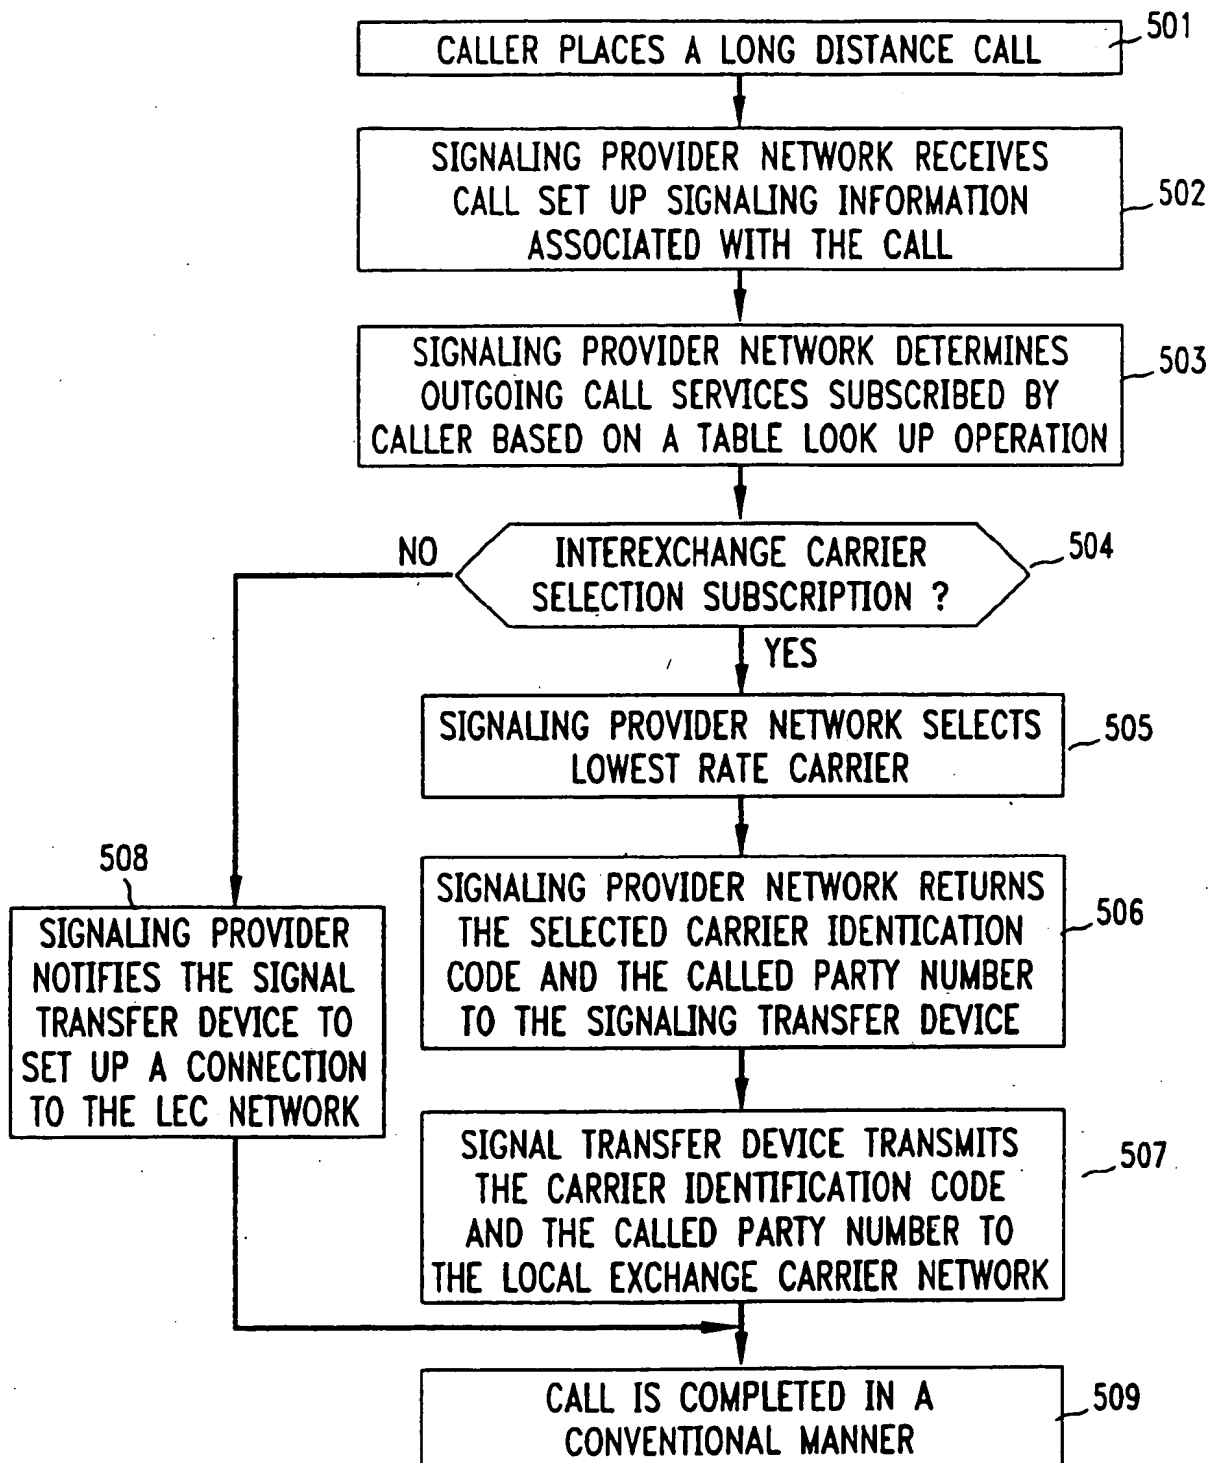 CALLER PLACES A LONG DISTANCE CALL
501
SIGNALING PROVIDER NETWORK RECEIVES
CALL SET UP SIGNALING INFORMATION
ASSOCIATED WITH THE CALL
502
SIGNALING PROVIDER NETWORK DETERMINES
OUTGOING CALL SERVICES SUBSCRIBED BY
CALLER BASED ON A TABLE LOOK UP OPERATION
503
NO
INTEREXCHANGE CARRIER
SELECTION SUBSCRIPTION ?
504
YES
SIGNALING PROVIDER NETWORK SELECTS
LOWEST RATE CARRIER
505
SIGNALING PROVIDER NETWORK RETURNS
THE SELECTED CARRIER IDENTICATION
CODE AND THE CALLED PARTY NUMBER
TO THE SIGNALING TRANSFER DEVICE
506
508
SIGNALING PROVIDER
NOTIFIES THE SIGNAL
TRANSFER DEVICE TO
SET UP A CONNECTION
TO THE LEC NETWORK
SIGNAL TRANSFER DEVICE TRANSMITS
THE CARRIER IDENTIFICATION CODE
AND THE CALLED PARTY NUMBER TO
THE LOCAL EXCHANGE CARRIER NETWORK
507
CALL IS COMPLETED IN A
CONVENTIONAL MANNER
509